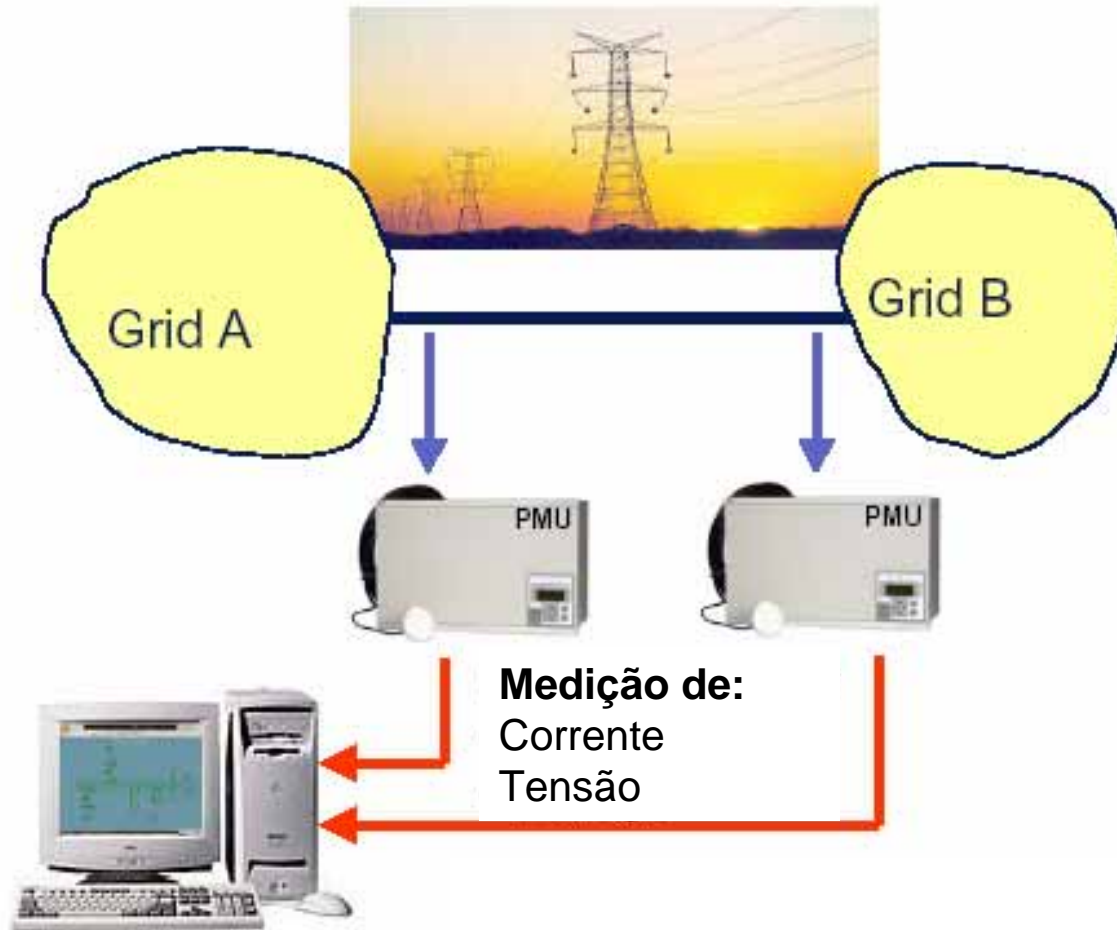 Grid A
Grid B
PMU
PMU
Medição de:
Corrente
Tensão